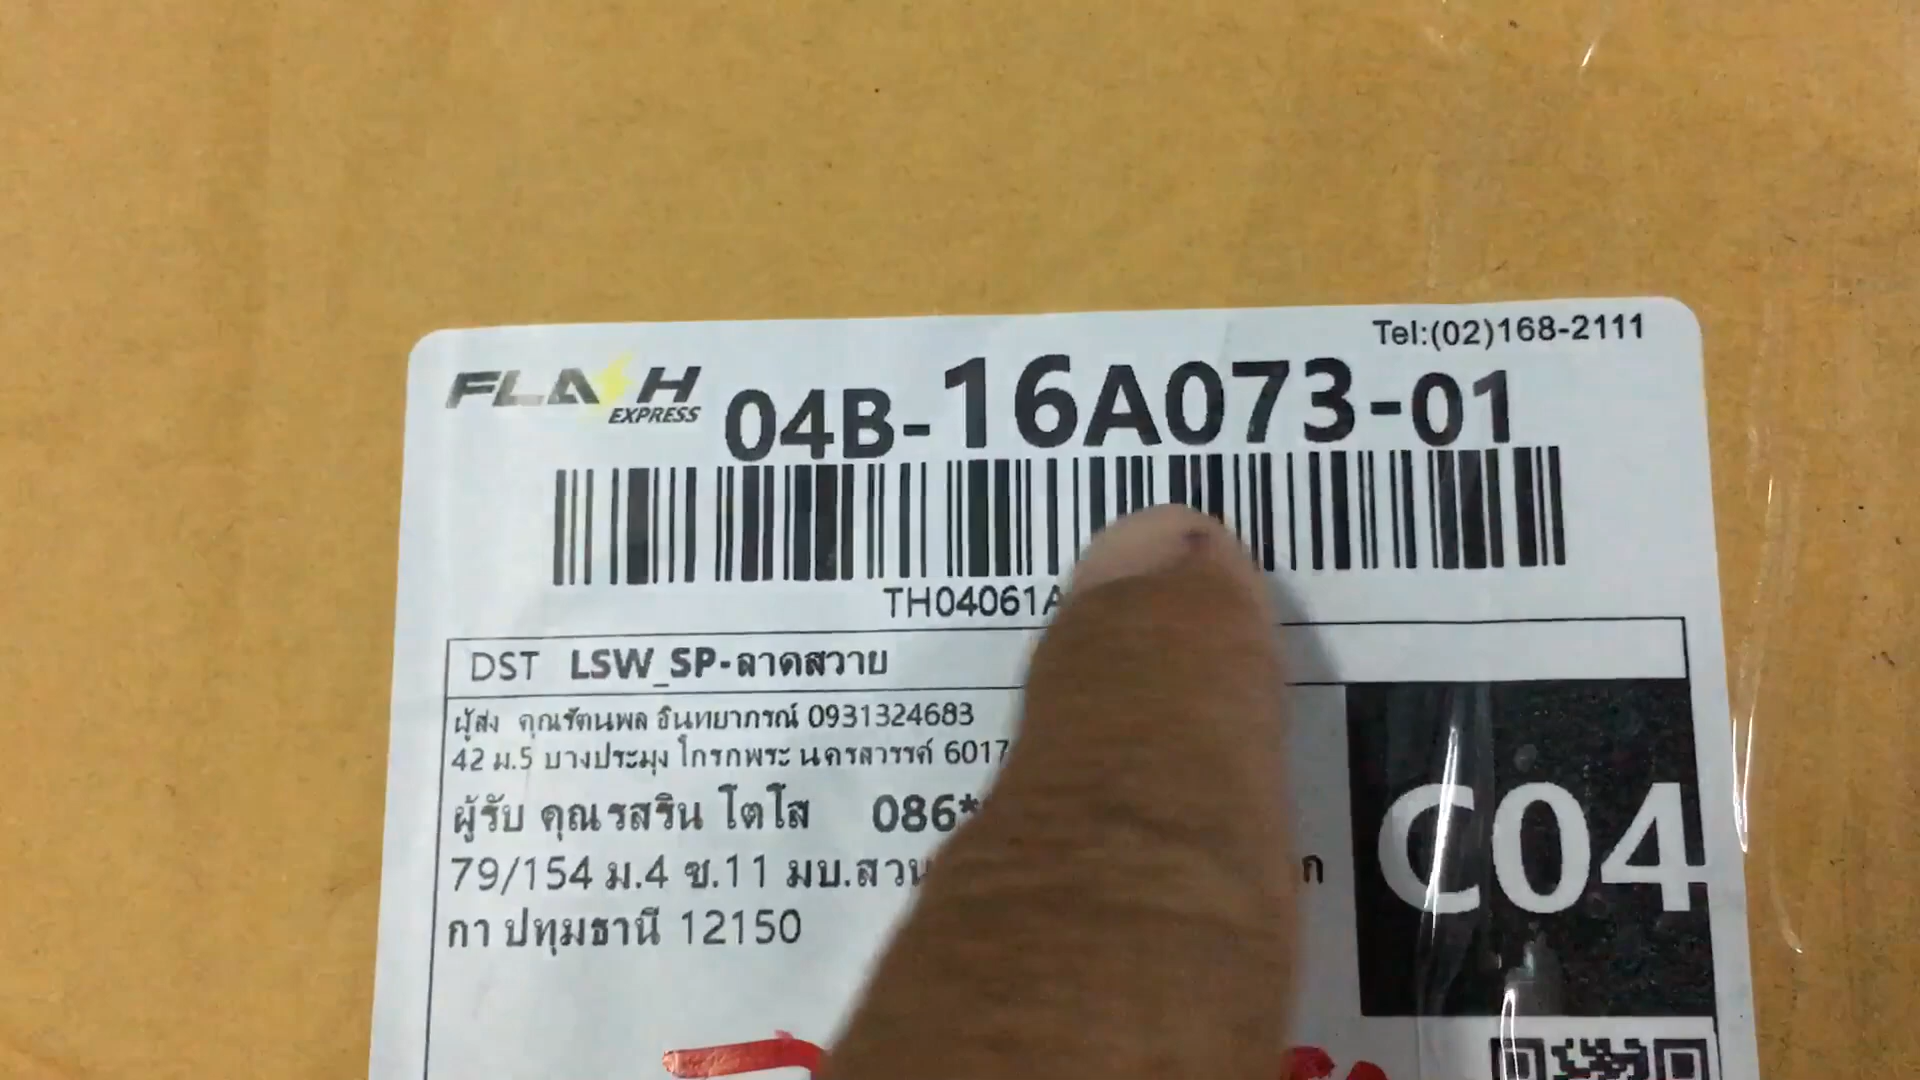 Tel:(02)168-2111
FLASH EXPRESS
04B-16A073-01
TH04061A
DST LSW_SP-ลาดสวาย
ผู้ส่ง คุณรัตนพล อินทยากรณ์ 0931324683
42 ม.5 บางประมุง โกรกพระ นครสวรรค์ 6017
ผู้รับ คุณรสริน โตโส 086*
79/154 ม.4 ซ.11 มบ.สวน ก
กา ปทุมธานี 12150
C04